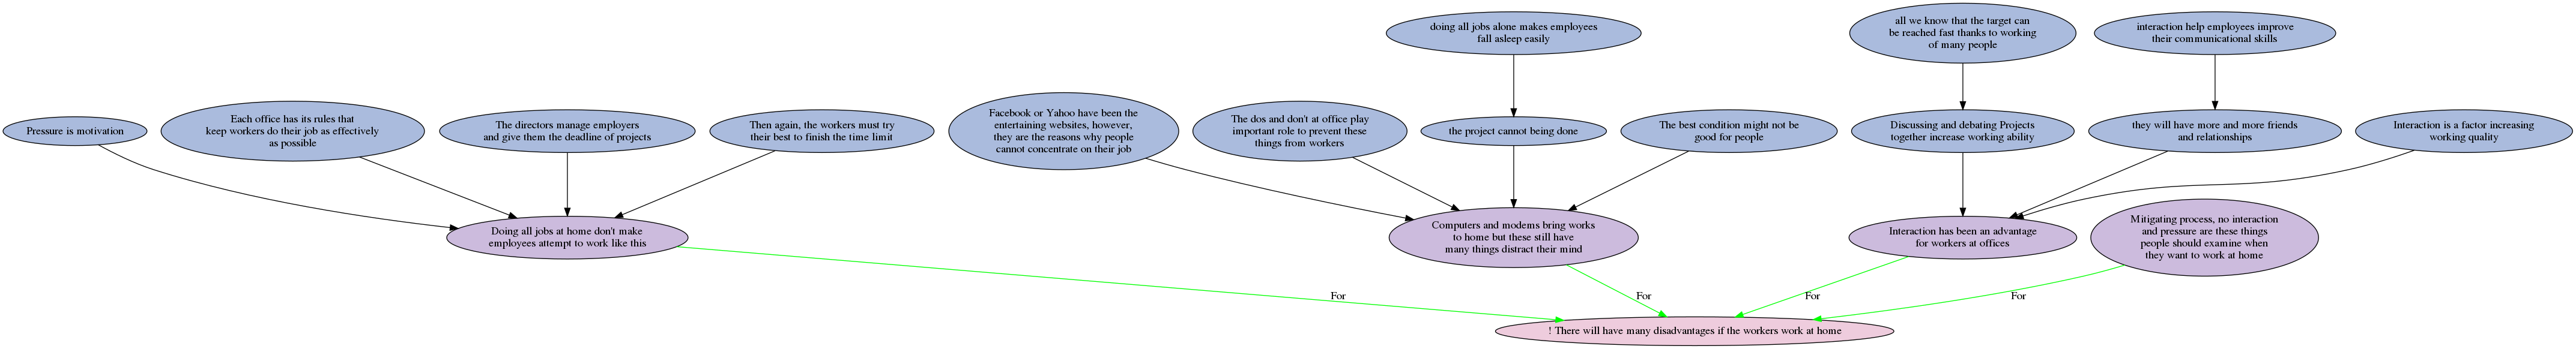 doing all jobs alone makes employees
fall asleep easily
all we know that the target can
be reached fast thanks to working
of many people
interaction help employees improve
their communicational skills
Pressure is motivation
Each office has its rules that
keep workers do their job as effectively
as possible
The directors manage employers
and give them the deadline of projects
Then again, the workers must try
their best to finish the time limit
Facebook or Yahoo have been the
entertaining websites, however,
they are the reasons why people
cannot concentrate on their job
The dos and don't at office play
important role to prevent these
things from workers
the project cannot being done
The best condition might not be
good for people
Discussing and debating Projects
together increase working ability
they will have more and more friends
and relationships
Interaction is a factor increasing
working quality
Doing all jobs at home don't make
employees attempt to work like this
Computers and modems bring works
to home but these still have
many things distract their mind
Interaction has been an advantage
for workers at offices
Mitigating process, no interaction
and pressure are these things
people should examine when
they want to work at home
For
For
For
For
! There will have many disadvantages if the workers work at home